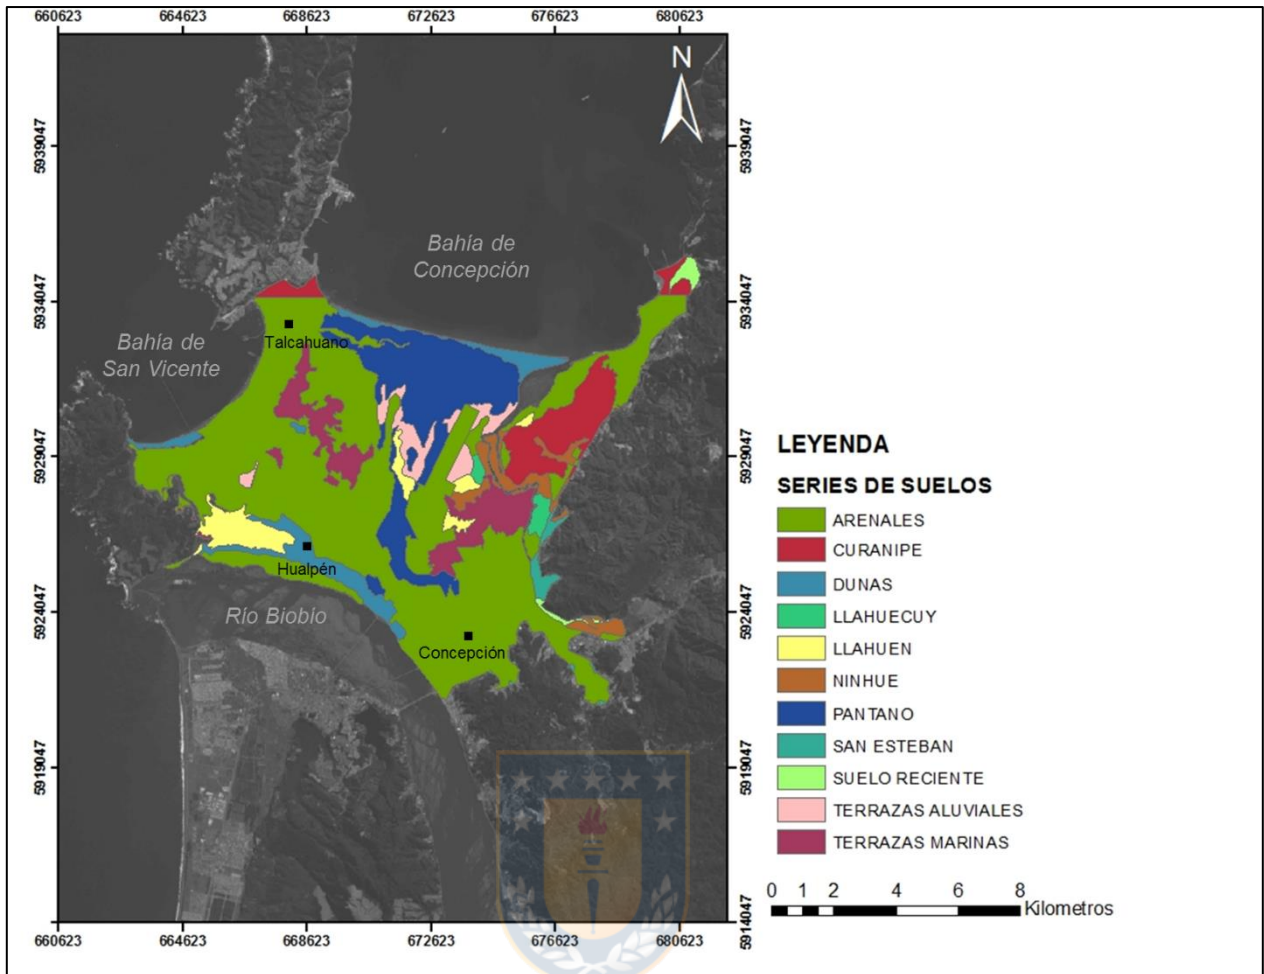 660623 664623 668623 672623 676623 680623
N
5939047 5939047
Bahía de
Concepción
5934047 5934047
Talcahuano
Bahía de
San Vicente
5929047 5929047
LEYENDA
SERIES DE SUELOS
ARENALES
CURANIPE
DUNAS
LLAHUECUY
LLAHUEN
NINHUE
PANTANO
SAN ESTEBAN
SUELO RECIENTE
TERRAZAS ALUVIALES
TERRAZAS MARINAS
Hualpén
Río Biobío
5924047 5924047
Concepción
5919047 5919047
0 1 2 4 6 8
Kilometros
5914047 5914047
660623 664623 668623 672623 676623 680623